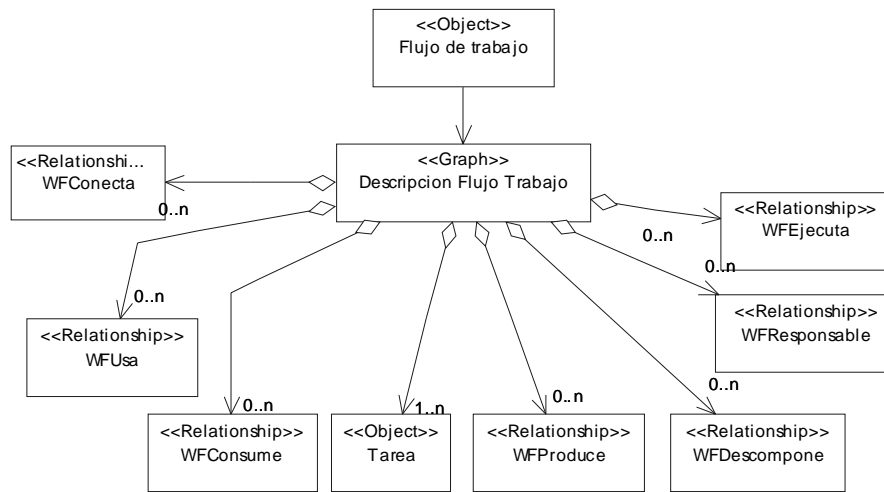 <<Object>>
Flujo de trabajo
<<Graph>>
Descripcion Flujo Trabajo
<<Relationshi...
WFConecta
0..n
<<Relationship>>
WFEjecuta
0..n
0..n
<<Relationship>>
WFResponsable
0..n
<<Relationship>>
WFUsa
0..n
<<Relationship>>
WFConsume
1..n
<<Object>>
Tarea
0..n
<<Relationship>>
WFProduce
0..n
<<Relationship>>
WFDescompone
0..n